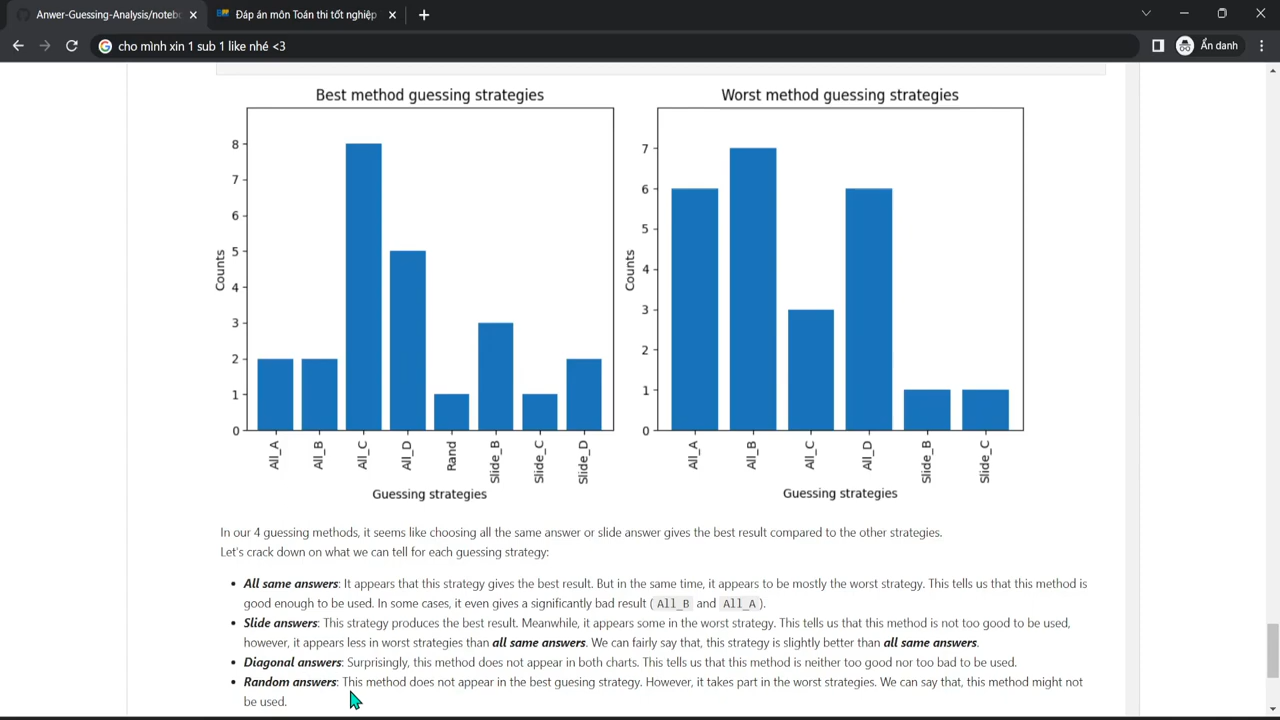 Anwer-Guessing-Analysis/notebo
Đáp án môn Toán thi tốt nghiệp
cho mình xin 1 sub 1 like nhé <3
Ẩn danh
Best method guessing strategies
8
7
6
5
4
3
2
1
0
Counts
All_A
All_B
All_C
All_D
Rand
Slide_B
Slide_C
Slide_D
Guessing strategies
Worst method guessing strategies
7
6
5
4
3
2
1
0
Counts
All_A
All_B
All_C
All_D
Slide_B
Slide_C
Guessing strategies
In our 4 guessing methods, it seems like choosing all the same answer or slide answer gives the best result compared to the other strategies.
Let's crack down on what we can tell for each guessing strategy:
• All same answers: It appears that this strategy gives the best result. But in the same time, it appears to be mostly the worst strategy. This tells us that this method is
good enough to be used. In some cases, it even gives a significantly bad result ( All_B and All_A ).
• Slide answers: This strategy produces the best result. Meanwhile, it appears some in the worst strategy. This tells us that this method is not too good to be used,
however, it appears less in worst strategies than all same answers. We can fairly say that, this strategy is slightly better than all same answers.
• Diagonal answers: Surprisingly, this method does not appear in both charts. This tells us that this method is neither too good nor too bad to be used.
• Random answers: This method does not appear in the best guesing strategy. However, it takes part in the worst strategies. We can say that, this method might not
be used.